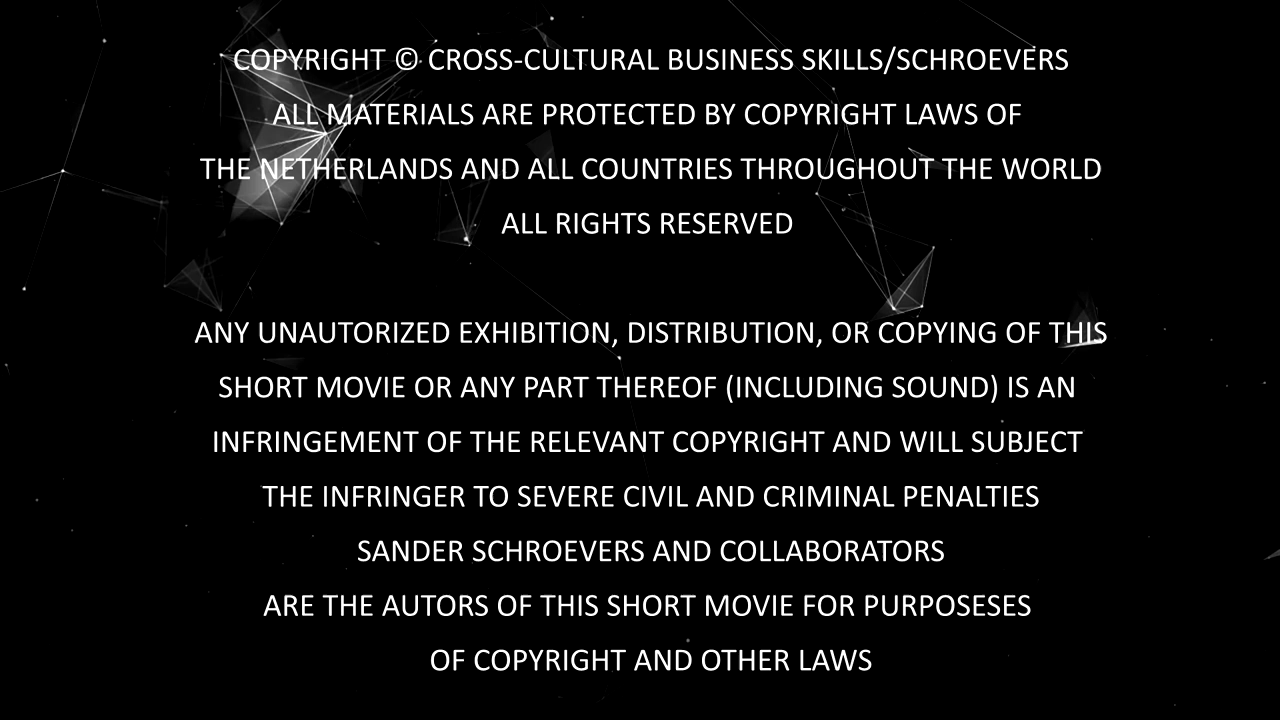 COPYRIGHT © CROSS-CULTURAL BUSINESS SKILLS/SCHROEVERS
ALL MATERIALS ARE PROTECTED BY COPYRIGHT LAWS OF
THE NETHERLANDS AND ALL COUNTRIES THROUGHOUT THE WORLD
ALL RIGHTS RESERVED
ANY UNAUTORIZED EXHIBITION, DISTRIBUTION, OR COPYING OF THIS
SHORT MOVIE OR ANY PART THEREOF (INCLUDING SOUND) IS AN
INFRINGEMENT OF THE RELEVANT COPYRIGHT AND WILL SUBJECT
THE INFRINGER TO SEVERE CIVIL AND CRIMINAL PENALTIES
SANDER SCHROEVERS AND COLLABORATORS
ARE THE AUTORS OF THIS SHORT MOVIE FOR PURPOSESES
OF COPYRIGHT AND OTHER LAWS